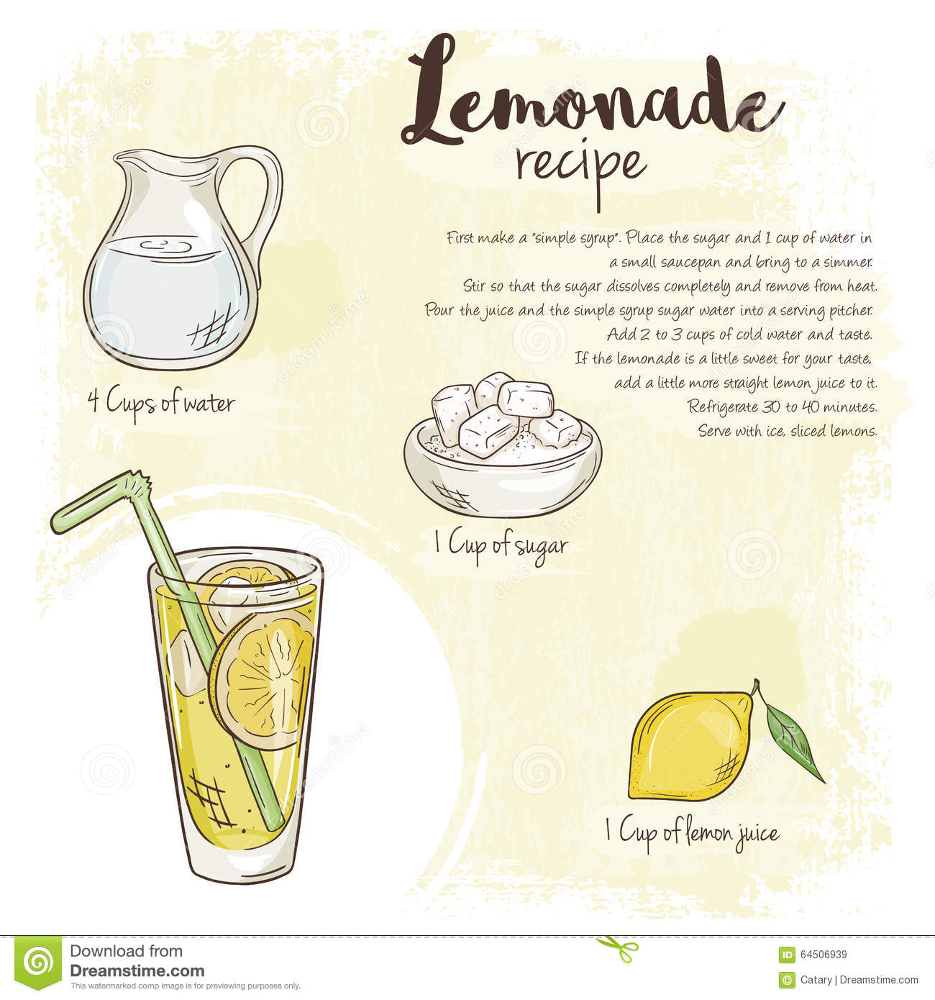 Lemonade
recipe
First make a "simple syrup". Place the sugar and 1 cup of water in
a small saucepan and bring to a simmer.
Stir so that the sugar dissolves completely and remove from heat.
Pour the juice and the simple syrup sugar water into a serving pitcher.
Add 2 to 3 cups of cold water and taste.
If the lemonade is a little sweet for your taste,
add a little more straight lemon juice to it.
Refrigerate 30 to 40 minutes.
Serve with ice, sliced lemons.
4 Cups of water
1 Cup of sugar
1 Cup of lemon juice
Download from
Dreamstime.com
This watermarked comp image is for previewing purposes only.
ID 64506939
© Catary | Dreamstime.com